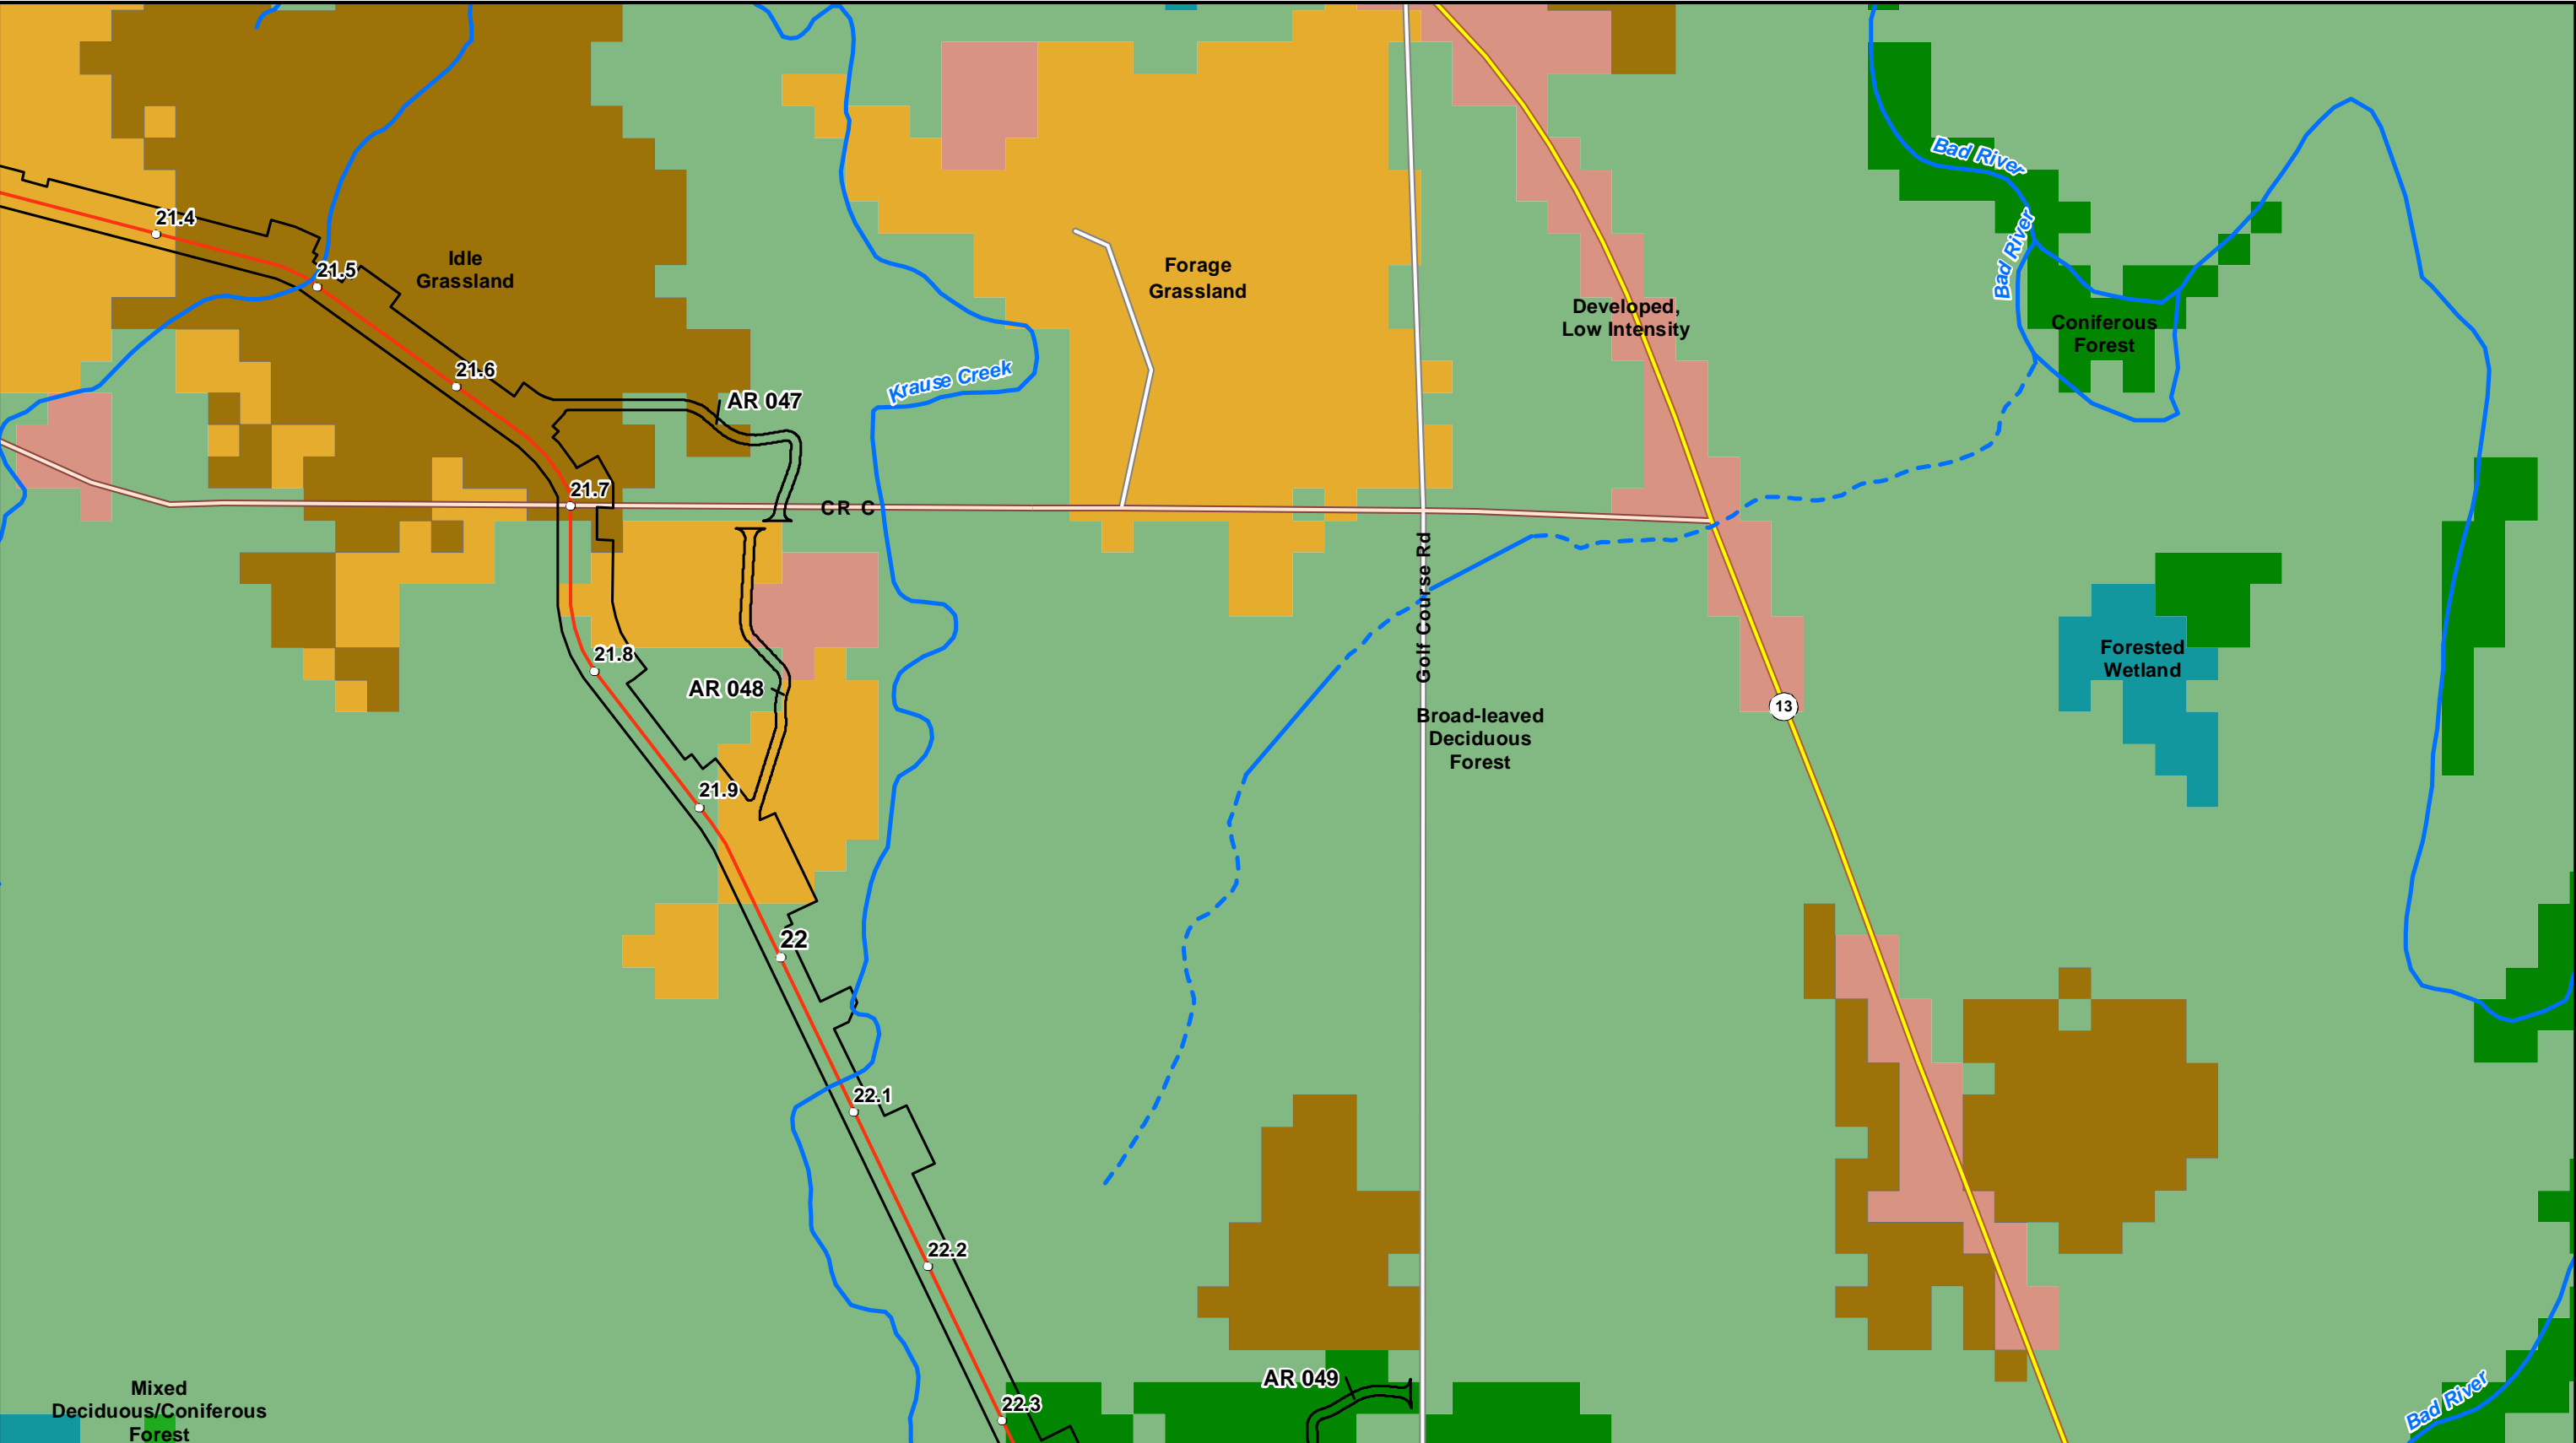 Bad River
21.4
Bad River
21.5
Idle
Grassland
Forage
Grassland
Developed,
Low Intensity
Coniferous
Forest
21.6
Krause Creek
AR 047
21.7
CR C
Golf Course Rd
21.8
Forested
Wetland
AR 048
13
Broad-leaved
Deciduous
Forest
21.9
22
22.1
22.2
AR 049
Mixed
Deciduous/Coniferous
Forest
22.3
Bad River